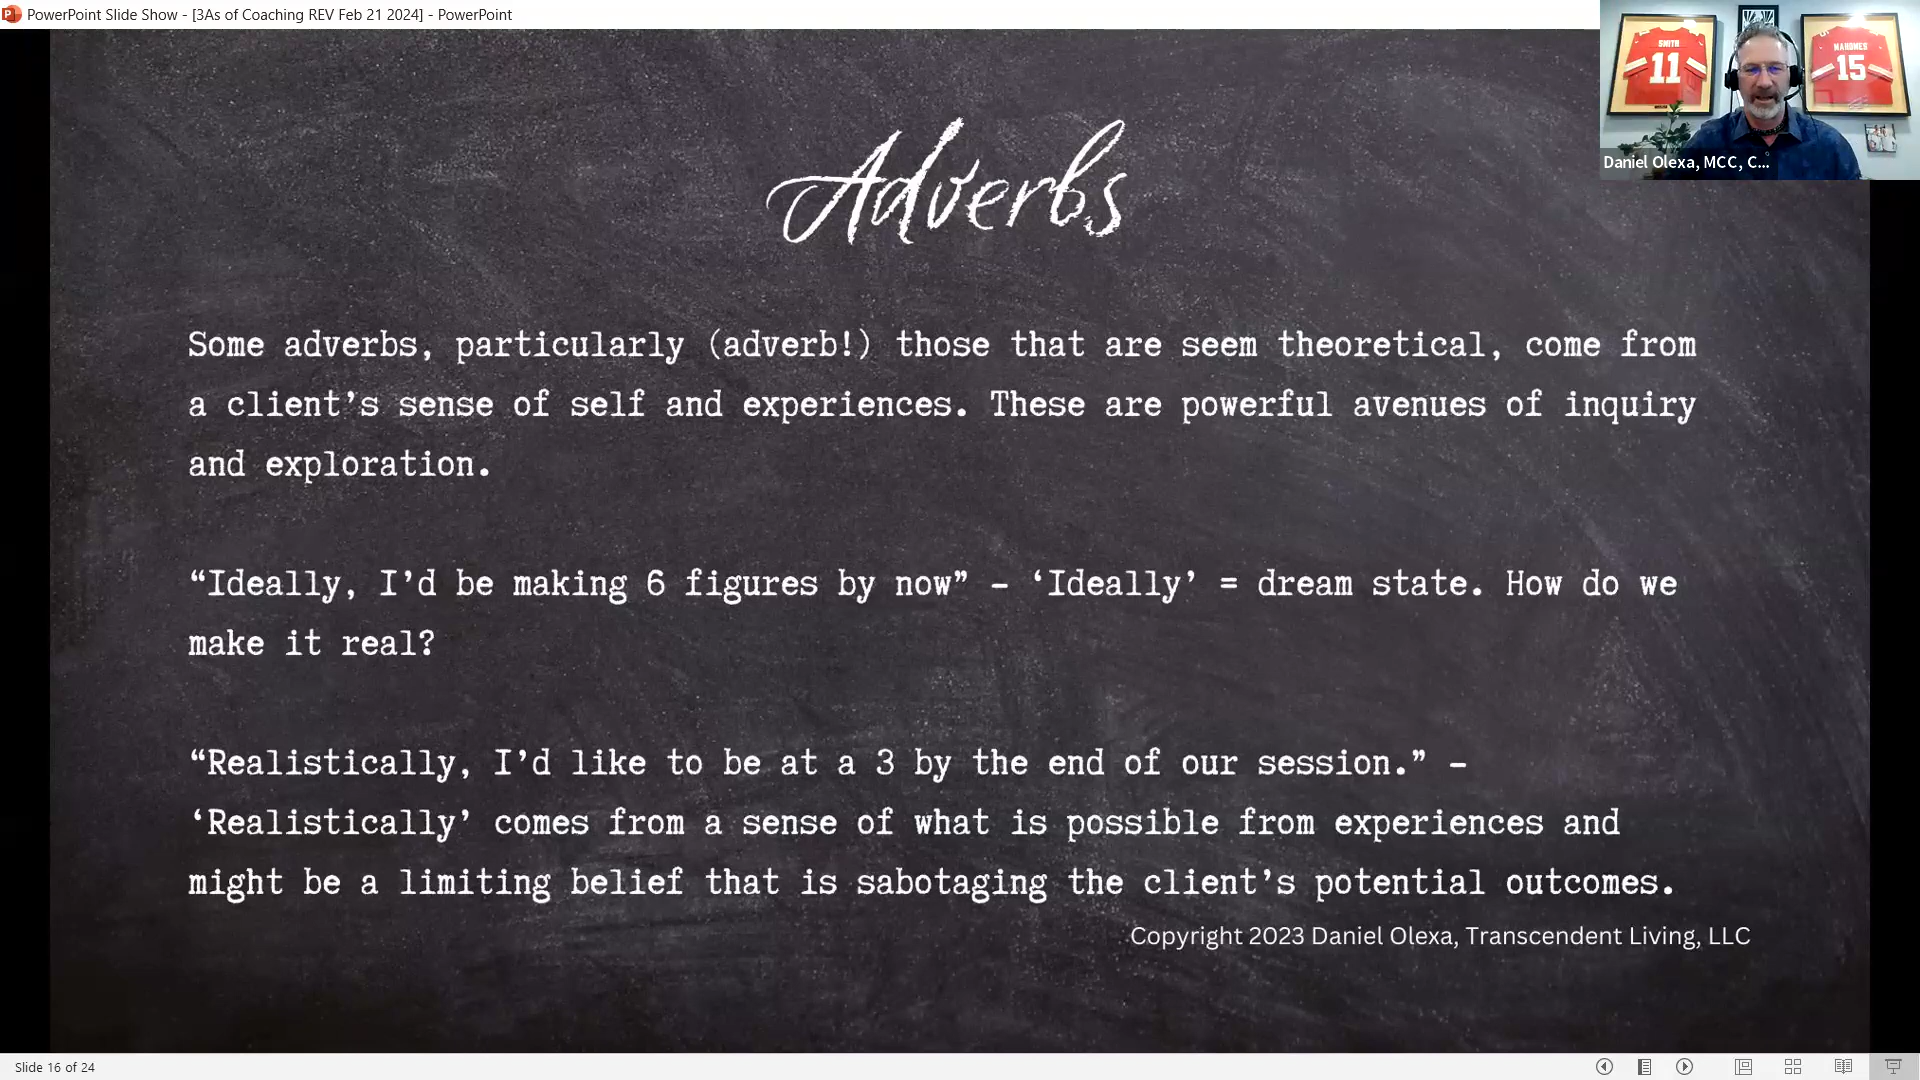 PowerPoint Slide Show - [3As of Coaching REV Feb 21 2024] - PowerPoint
SMITH
11
MAHOMES
15
Daniel Olexa, MCC, C...
Adverbs
Some adverbs, particularly (adverb!) those that are seem theoretical, come from
a client’s sense of self and experiences. These are powerful avenues of inquiry
and exploration.
“Ideally, I’d be making 6 figures by now” – ‘Ideally’ = dream state. How do we
make it real?
“Realistically, I’d like to be at a 3 by the end of our session.” –
‘Realistically’ comes from a sense of what is possible from experiences and
might be a limiting belief that is sabotaging the client’s potential outcomes.
Copyright 2023 Daniel Olexa, Transcendent Living, LLC
Slide 16 of 24